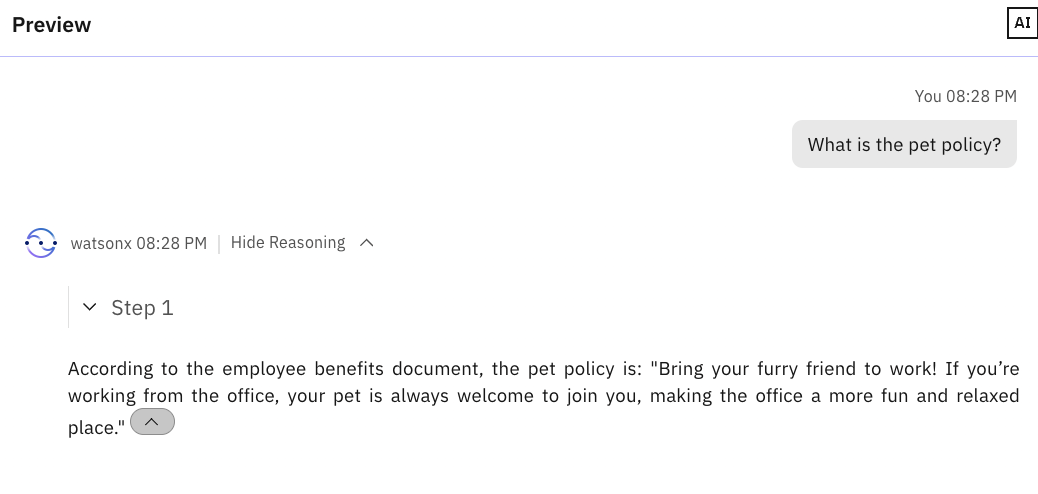 Preview
AI
You 08:28 PM
What is the pet policy?
watsonx 08:28 PM
Hide Reasoning
Step 1
According to the employee benefits document, the pet policy is: "Bring your furry friend to work! If you’re
working from the office, your pet is always welcome to join you, making the office a more fun and relaxed
place."